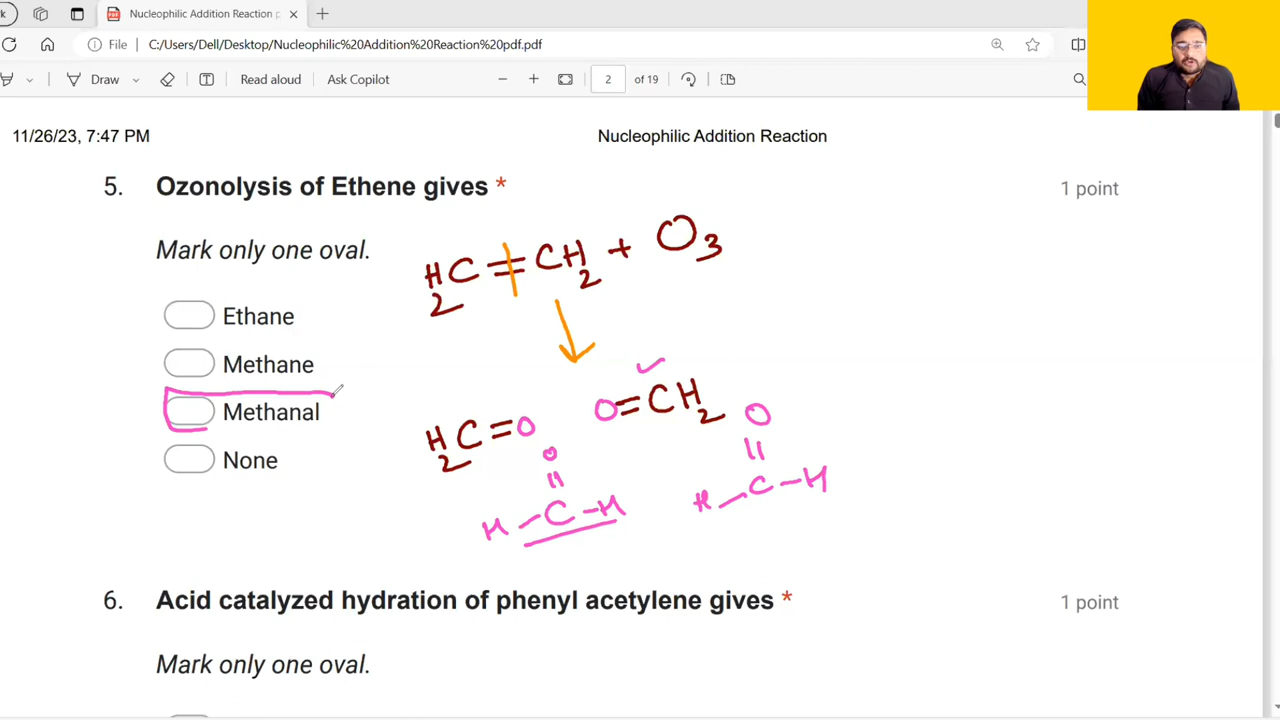 Nucleophilic Addition Reaction p
File C:/Users/Dell/Desktop/Nucleophilic%20Addition%20Reaction%20pdf.pdf
Draw Read aloud Ask Copilot 2 of 19
11/26/23, 7:47 PM Nucleophilic Addition Reaction
5. Ozonolysis of Ethene gives * 1 point
Mark only one oval.
H2C=CH2 + O3
Ethane
Methane
Methanal
None
H2C=O O=CH2
O O
|| ||
H-C-H H-C-H
6. Acid catalyzed hydration of phenyl acetylene gives * 1 point
Mark only one oval.